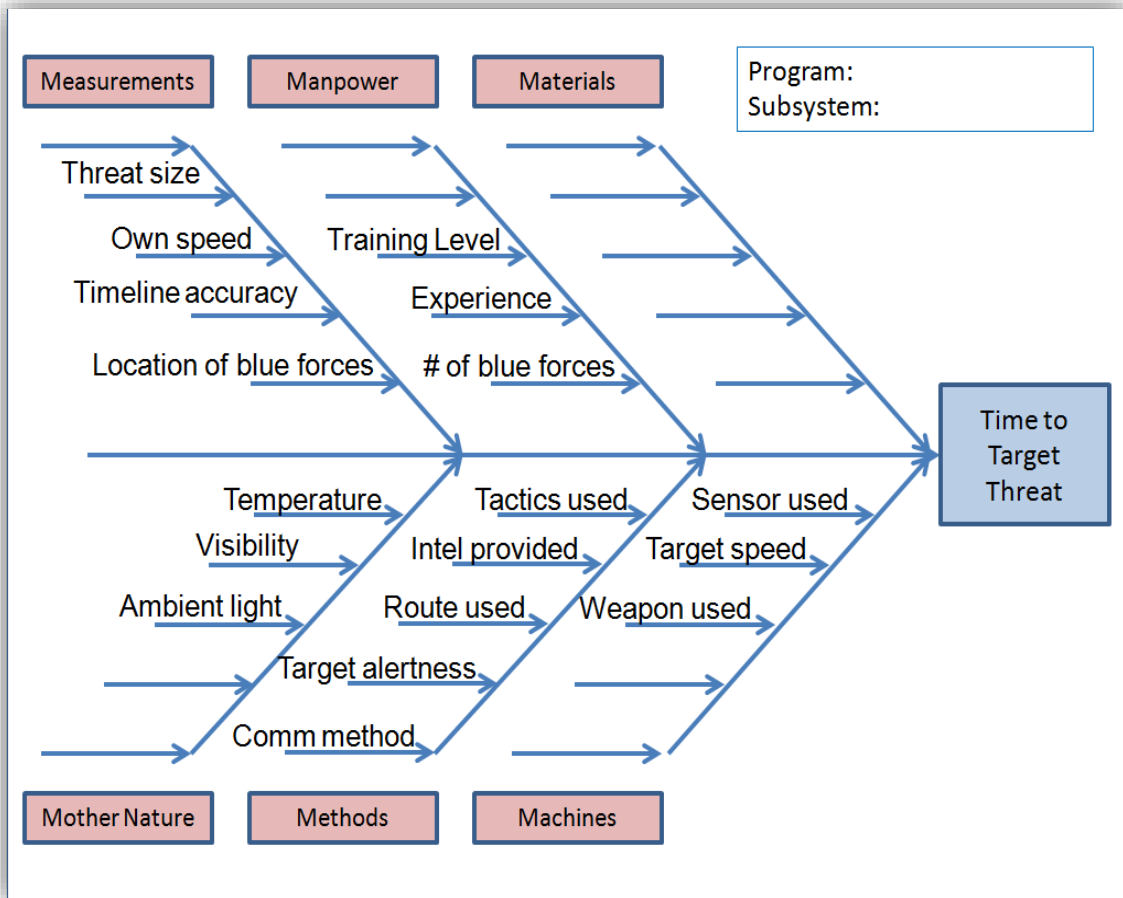 Measurements
Manpower
Materials
Program:
Subsystem:
Threat size
Own speed
Training Level
Timeline accuracy
Experience
Location of blue forces
# of blue forces
Time to
Target
Threat
Temperature
Tactics used
Sensor used
Visibility
Intel provided
Target speed
Ambient light
Route used
Weapon used
Target alertness
Comm method
Mother Nature
Methods
Machines